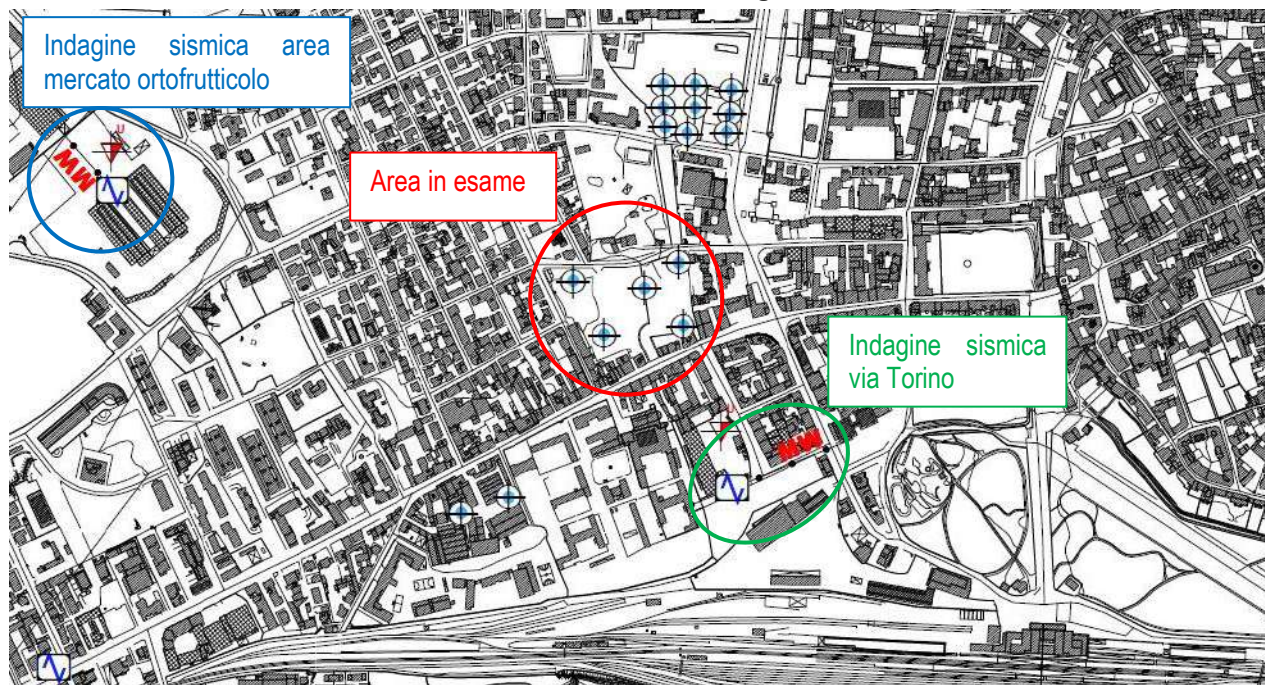 Indagine sismica area
mercato ortofrutticolo
U
MW
Area in esame
Indagine sismica
via Torino
U
MW